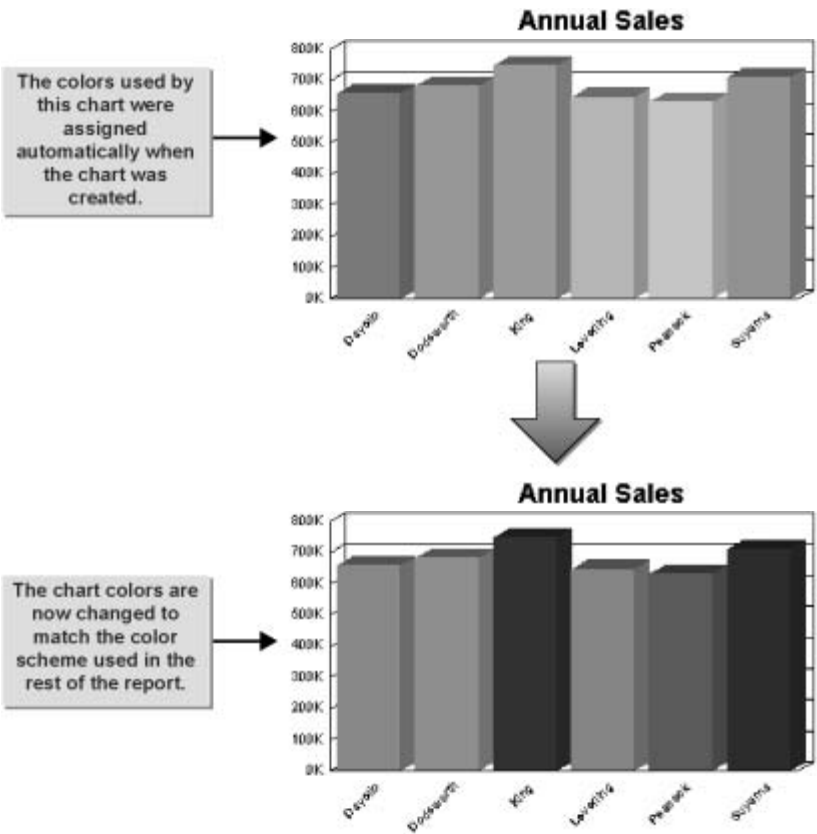 Annual Sales
The colors used by
this chart were
assigned
automatically when
the chart was
created.
800K
700K
600K
500K
400K
300K
200K
100K
0K
Davolio
Dodsworth
King
Leverling
Peacock
Suyama
Annual Sales
The chart colors are
now changed to
match the color
scheme used in the
rest of the report.
800K
700K
600K
500K
400K
300K
200K
100K
0K
Davolio
Dodsworth
King
Leverling
Peacock
Suyama